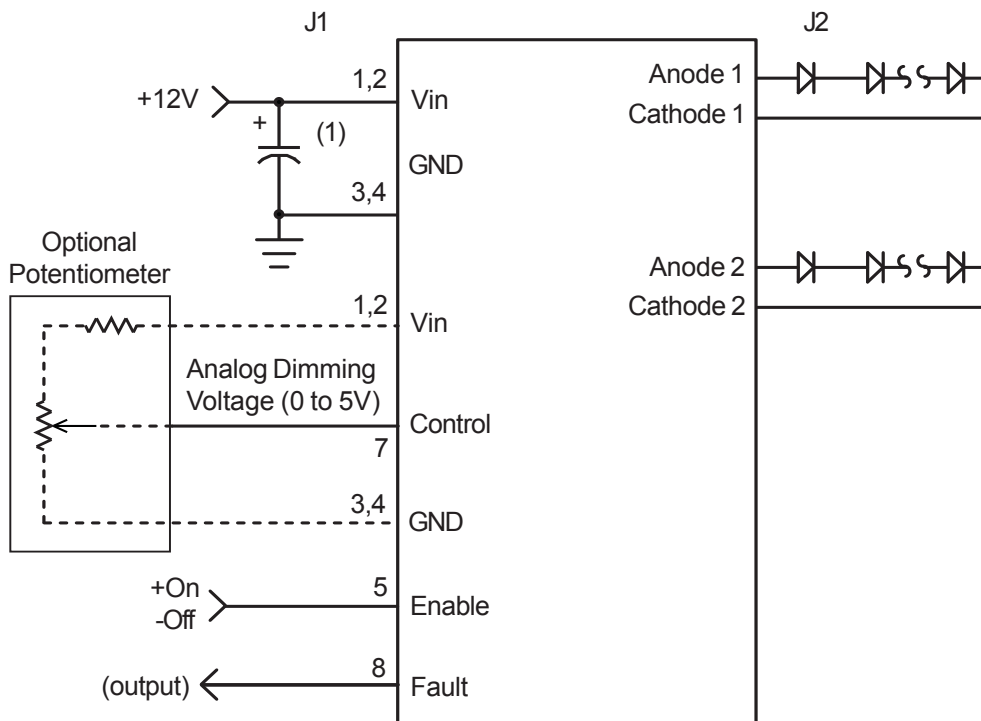 J1
J2
1,2
Anode 1
+12V
Vin
Cathode 1
+
(1)
GND
3,4
Optional
Potentiometer
Anode 2
1,2
Vin
Cathode 2
Analog Dimming
Voltage (0 to 5V)
Control
7
3,4
GND
+On
-Off
5
Enable
(output)
8
Fault